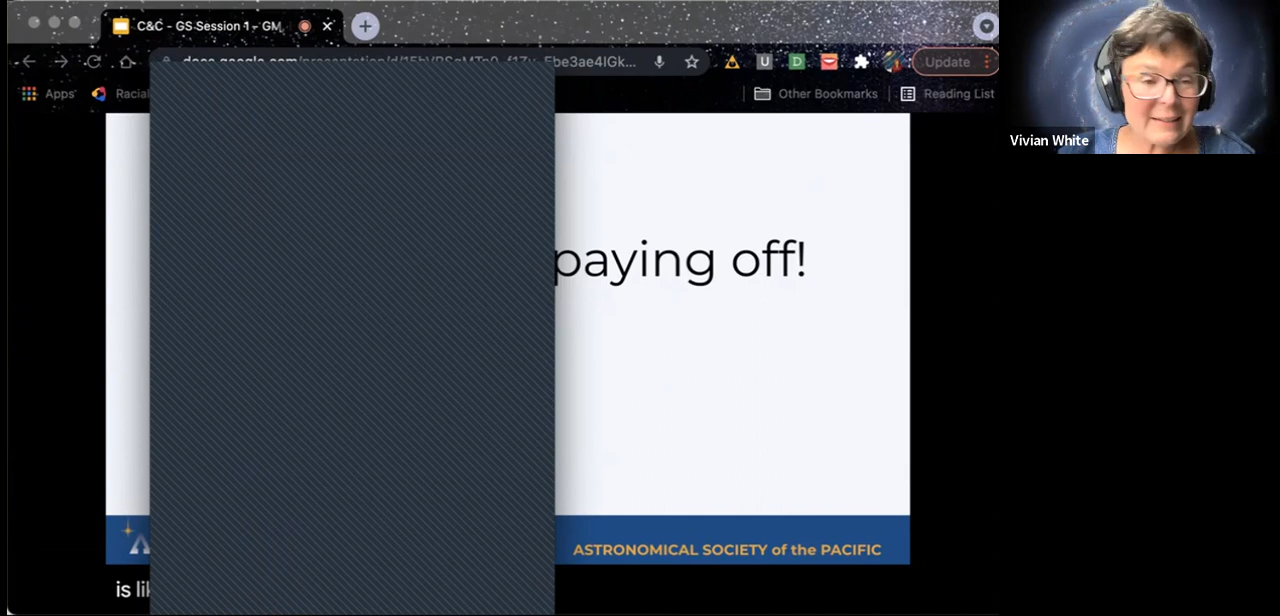 C&C - GS Session 1 - GM
Update
Apps
Racial
Other Bookmarks
Reading List
Vivian White
paying off!
ASTRONOMICAL SOCIETY of the PACIFIC
is